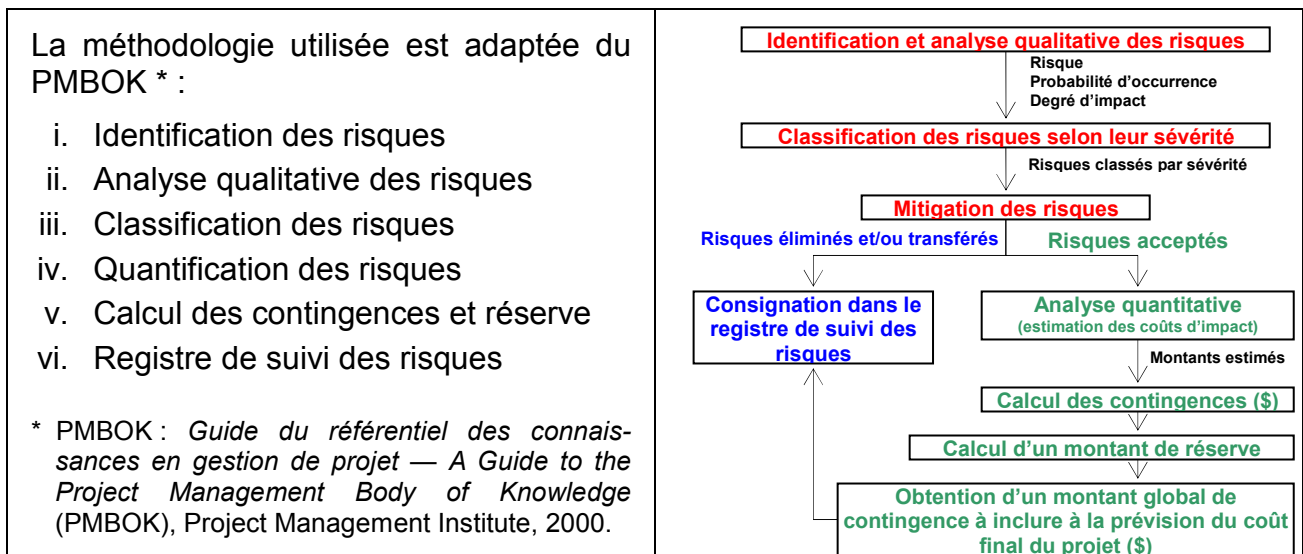 La méthodologie utilisée est adaptée du
PMBOK * :
i. Identification des risques
ii. Analyse qualitative des risques
iii. Classification des risques
iv. Quantification des risques
v. Calcul des contingences et réserve
vi. Registre de suivi des risques
* PMBOK : Guide du référentiel des connais-
sances en gestion de projet — A Guide to the
Project Management Body of Knowledge
(PMBOK), Project Management Institute, 2000.
Identification et analyse qualitative des risques
Risque
Probabilité d'occurrence
Degré d'impact
Classification des risques selon leur sévérité
Risques classés par sévérité
Mitigation des risques
Risques éliminés et/ou transférés
Risques acceptés
Consignation dans le
registre de suivi des
risques
Analyse quantitative
(estimation des coûts d'impact)
Montants estimés
Calcul des contingences ($)
Calcul d'un montant de réserve
Obtention d'un montant global de
contingence à inclure à la prévision du coût
final du projet ($)